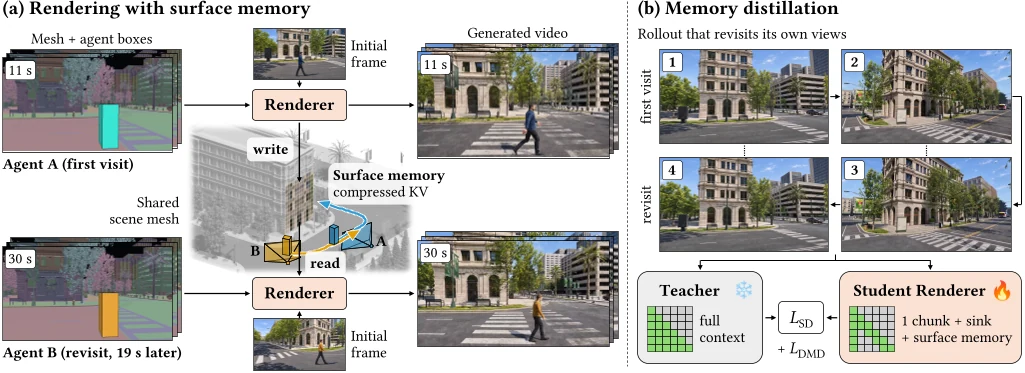 (a) Rendering with surface memory
Mesh + agent boxes
11 s
Agent A (first visit)
Initial
frame
Renderer
Generated video
11 s
write
Surface memory
compressed KV
Shared
scene mesh
B
A
read
30 s
Agent B (revisit, 19 s later)
Renderer
Initial
frame
30 s
(b) Memory distillation
Rollout that revisits its own views
first visit
1
2
revisit
4
3
Teacher
full
context
L_SD
+ L_DMD
Student Renderer
1 chunk + sink
+ surface memory